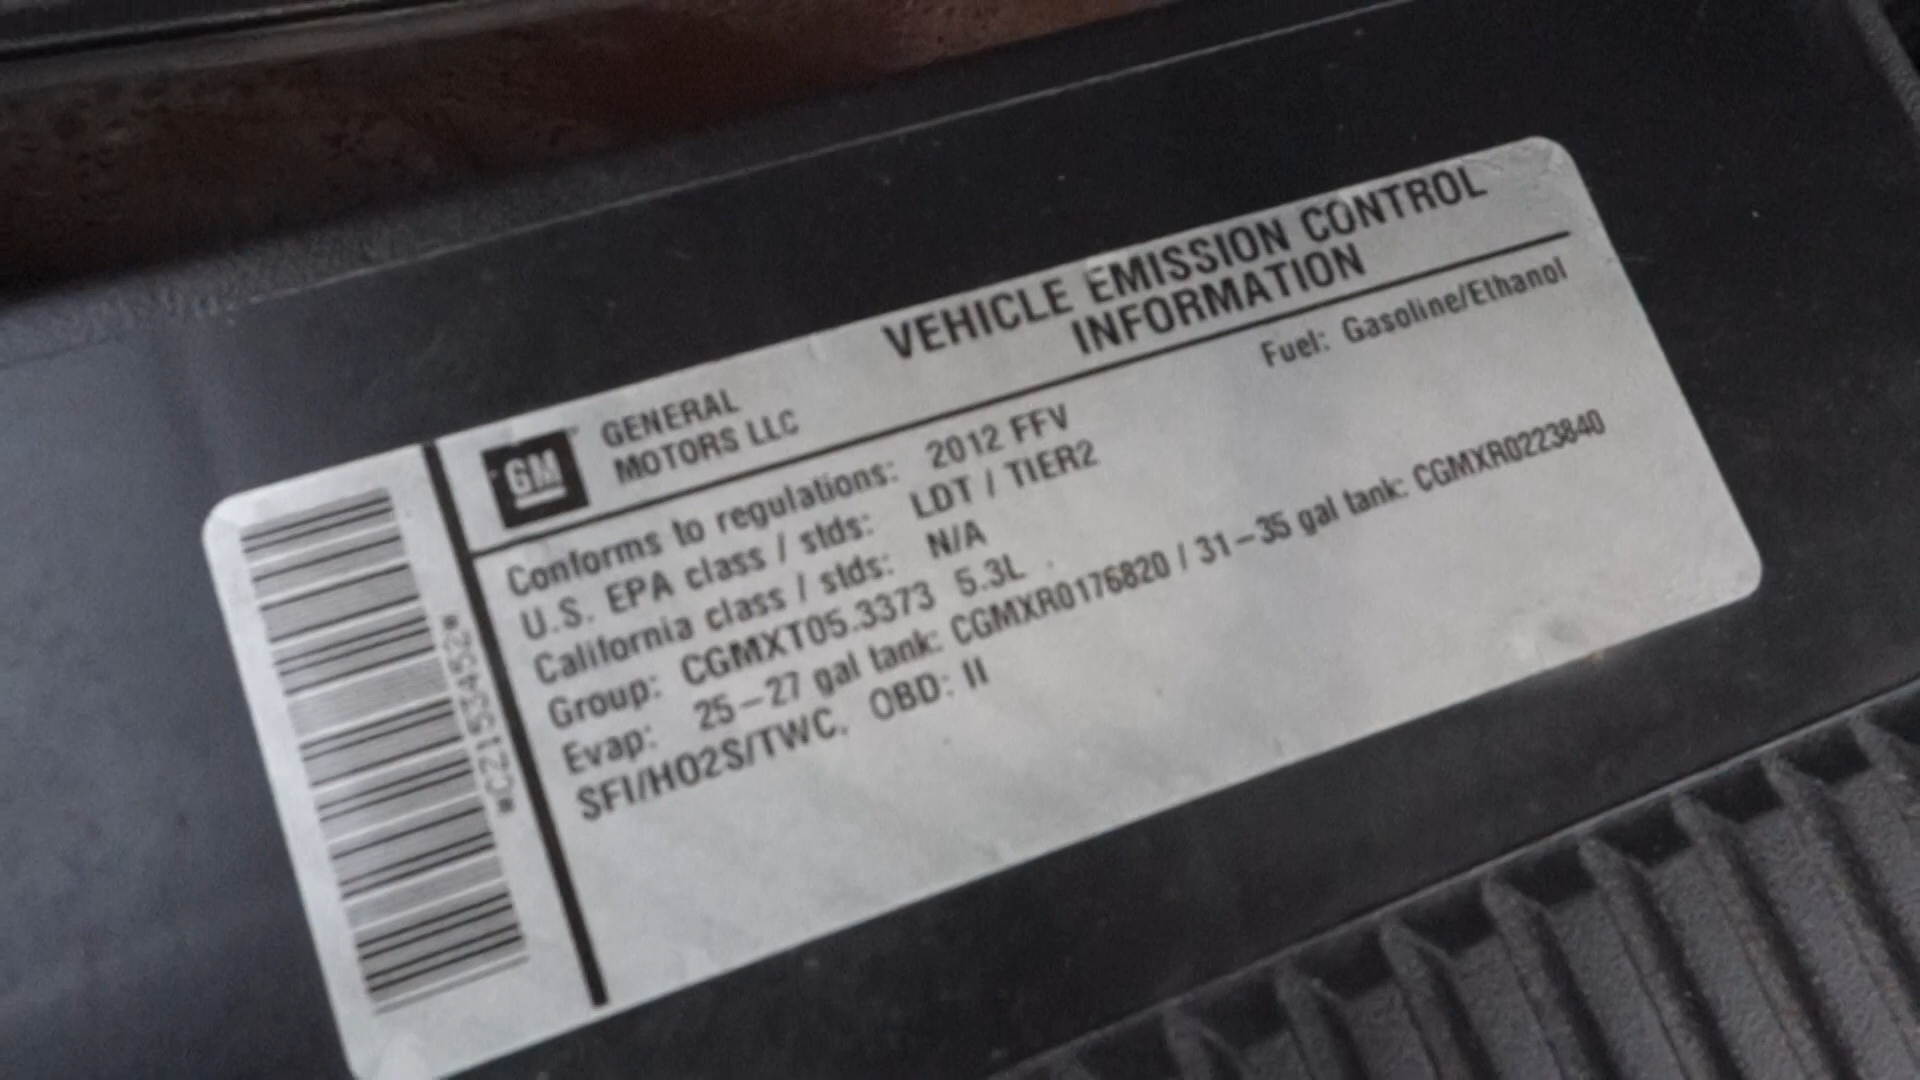 VEHICLE EMISSION CONTROL
INFORMATION
GM
GENERAL
MOTORS LLC
Fuel: Gasoline/Ethanol
Conforms to regulations: 2012 FFV
U.S. EPA class / stds: LDT / TIER2
California class / stds: N/A
Group: CGMXT05.3373 5.3L
Evap: 25-27 gal tank: CGMXR0176820 / 31-35 gal tank: CGMXR0223840
SFI/HO2S/TWC. OBD: II